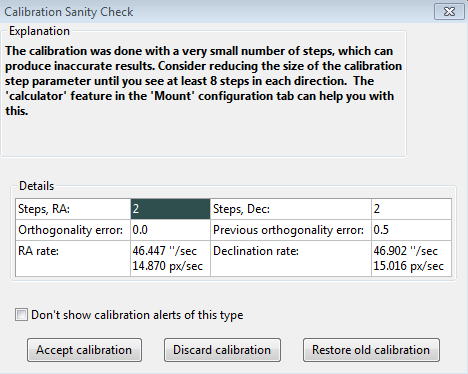 Calibration Sanity Check
Explanation
The calibration was done with a very small number of steps, which can
produce inaccurate results. Consider reducing the size of the calibration
step parameter until you see at least 8 steps in each direction.  The
'calculator' feature in the 'Mount' configuration tab can help you with
this.
Details
Steps, RA: 2 Steps, Dec: 2
Orthogonality error: 0.0 Previous orthogonality error: 0.5
RA rate: 46.447 ''/sec Declination rate: 46.902 ''/sec
14.870 px/sec 15.016 px/sec
Don't show calibration alerts of this type
Accept calibration Discard calibration Restore old calibration